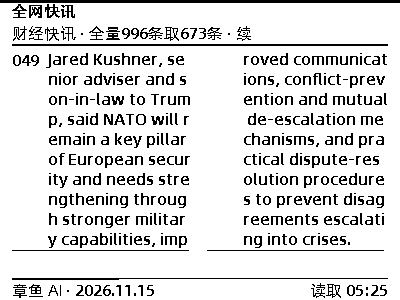 全网快讯
财经快讯 · 全量996条取673条 · 续
049 Jared Kushner, se
nior adviser and s
on-in-law to Trum
p, said NATO will r
emain a key pillar
of European secur
ity and needs stre
ngthening throug
h stronger militar
y capabilities, imp
roved communicat
ions, conflict-prev
ention and mutual
de-escalation me
chanisms, and pra
ctical dispute-res
olution procedure
s to prevent disag
reements escalati
ng into crises.
章鱼 AI · 2026.11.15
读取 05:25